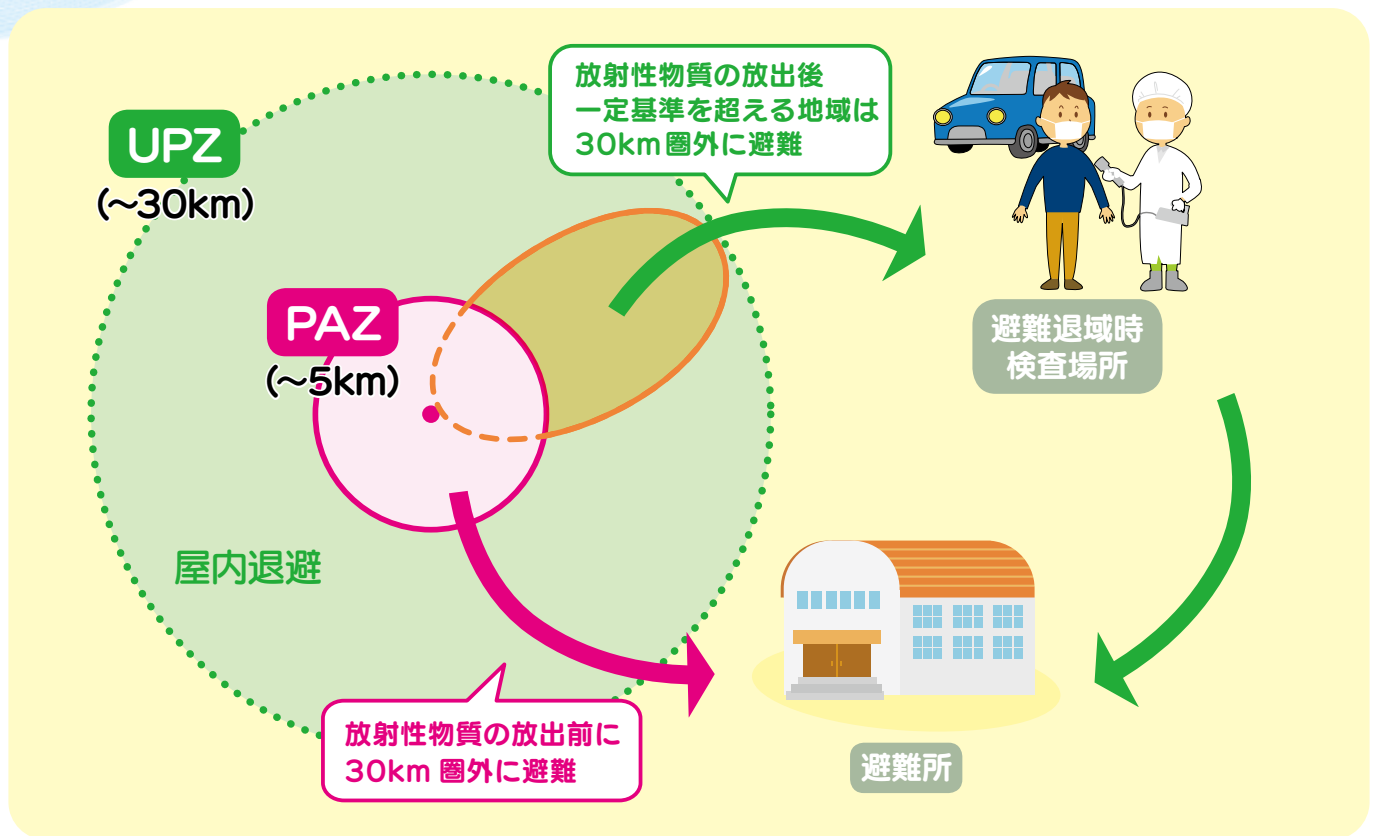 放射性物質の放出後
一定基準を超える地域は
30km圏外に避難
UPZ
(～30km)
PAZ
(～5km)
避難退域時
検査場所
屋内退避
放射性物質の放出前に
30km 圏外に避難
避難所